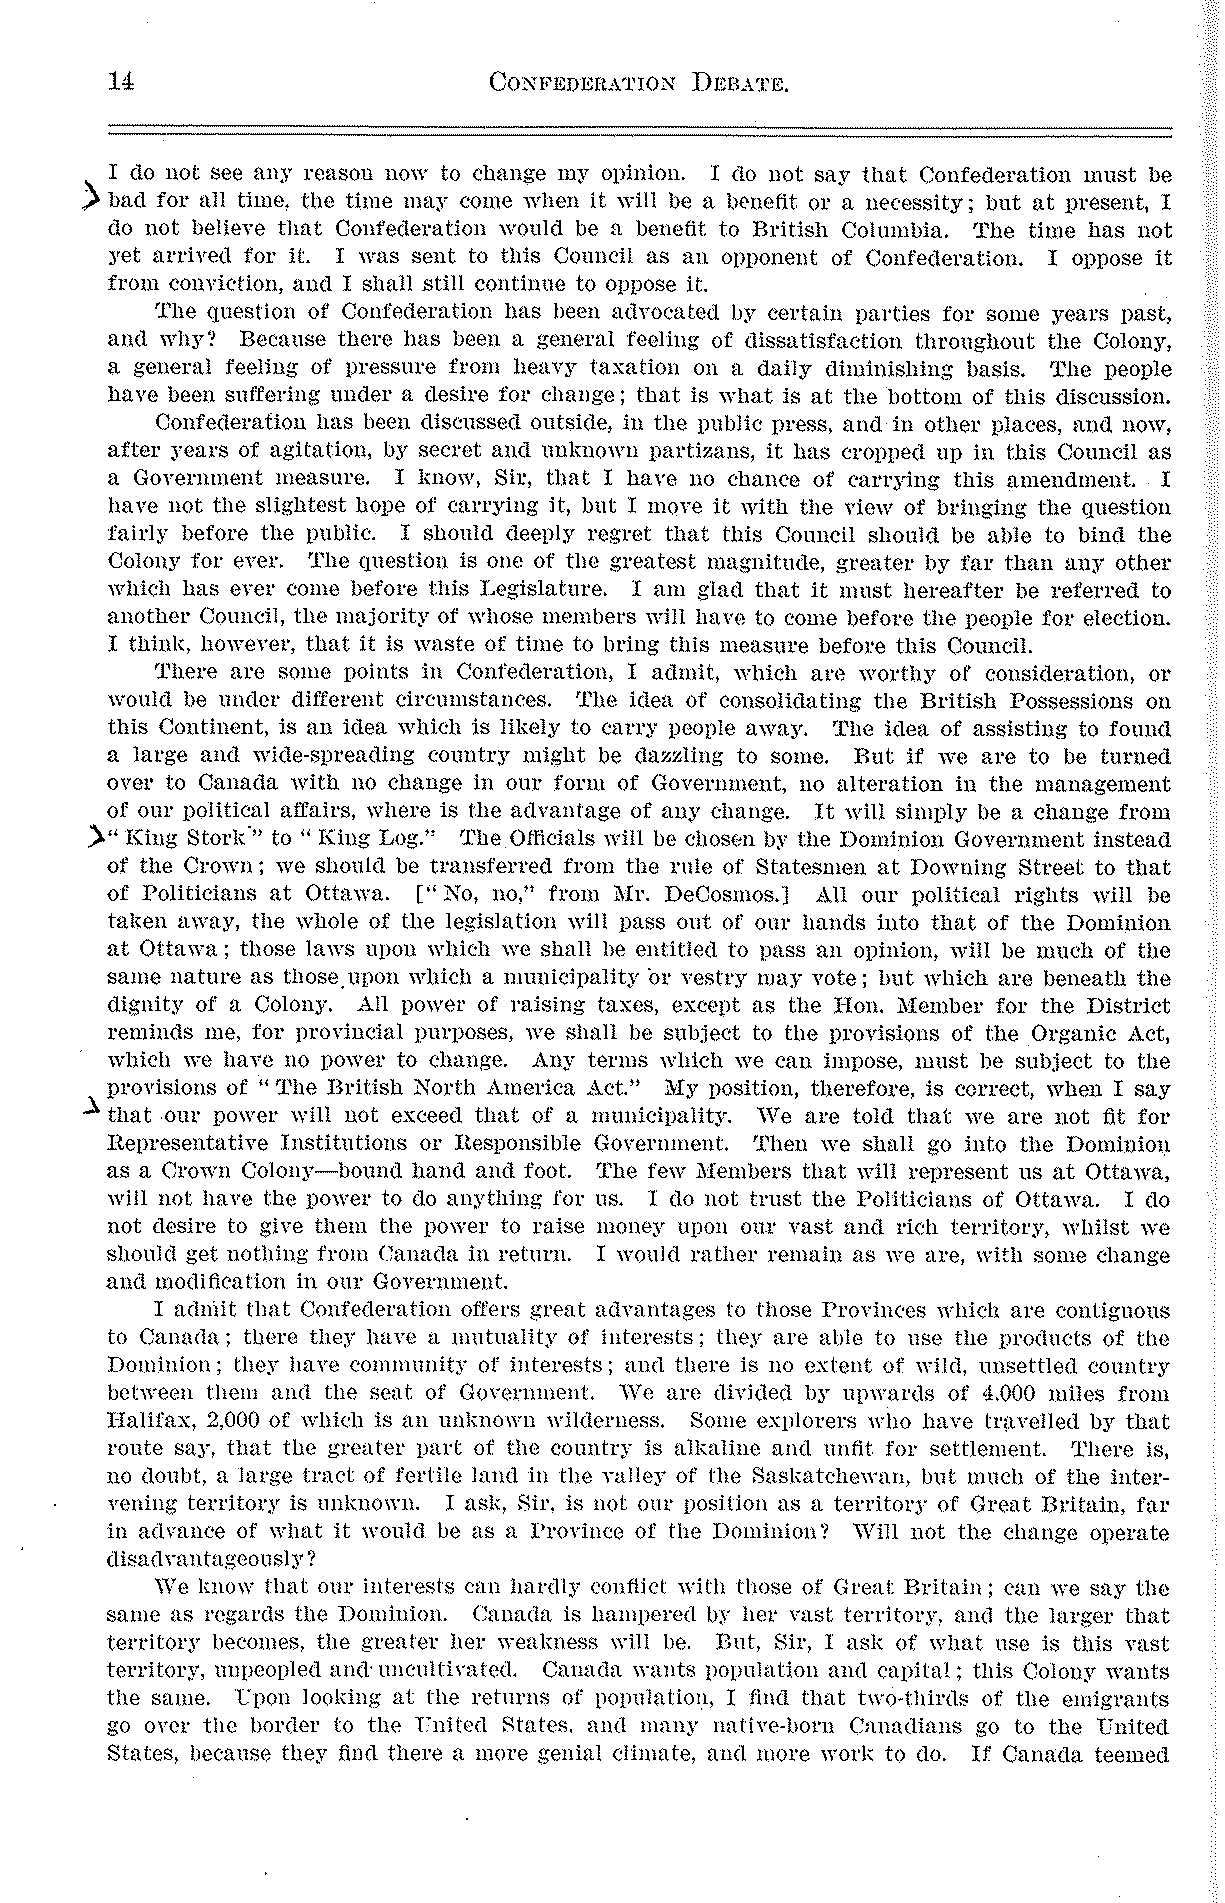 14 CONFEDERATION DEBATE.
I do not see any reason now to change my opinion. I do not say that Confederation must be
bad for all time, the time may come when it will be a benefit or a necessity; but at present, I
do not believe that Confederation would be a benefit to British Columbia. The time has not
yet arrived for it. I was sent to this Council as an opponent of Confederation. I oppose it
from conviction, and I shall still continue to oppose it.
The question of Confederation has been advocated by certain parties for some years past,
and why? Because there has been a general feeling of dissatisfaction throughout the Colony,
a general feeling of pressure from heavy taxation on a daily diminishing basis. The people
have been suffering under a desire for change; that is what is at the bottom of this discussion.
Confederation has been discussed outside, in the public press, and in other places, and now,
after years of agitation, by secret and unknown partizans, it has cropped up in this Council as
a Government measure. I know, Sir, that I have no chance of carrying this amendment. I
have not the slightest hope of carrying it, but I move it with the view of bringing the question
fairly before the public. I should deeply regret that this Council should be able to bind the
Colony for ever. The question is one of the greatest magnitude, greater by far than any other
which has ever come before this Legislature. I am glad that it must hereafter be referred to
another Council, the majority of whose members will have to come before the people for election.
I think, however, that it is waste of time to bring this measure before this Council.
There are some points in Confederation, I admit, which are worthy of consideration, or
would be under different circumstances. The idea of consolidating the British Possessions on
this Continent, is an idea which is likely to carry people away. The idea of assisting to found
a large and wide-spreading country might be dazzling to some. But if we are to be turned
over to Canada with no change in our form of Government, no alteration in the management
of our political affairs, where is the advantage of any change. It will simply be a change from
“ King Stork ” to “ King Log.” The Officials will be chosen by the Dominion Government instead
of the Crown; we should be transferred from the rule of Statesmen at Downing Street to that
of Politicians at Ottawa. [“ No, no,” from Mr. DeCosmos.] All our political rights will be
taken away, the whole of the legislation will pass out of our hands into that of the Dominion
at Ottawa; those laws upon which we shall be entitled to pass an opinion, will be much of the
same nature as those upon which a municipality or vestry may vote; but which are beneath the
dignity of a Colony. All power of raising taxes, except as the Hon. Member for the District
reminds me, for provincial purposes, we shall be subject to the provisions of the Organic Act,
which we have no power to change. Any terms which we can impose, must be subject to the
provisions of “ The British North America Act.” My position, therefore, is correct, when I say
that our power will not exceed that of a municipality. We are told that we are not fit for
Representative Institutions or Responsible Government. Then we shall go into the Dominion
as a Crown Colony—bound hand and foot. The few Members that will represent us at Ottawa,
will not have the power to do anything for us. I do not trust the Politicians of Ottawa. I do
not desire to give them the power to raise money upon our vast and rich territory, whilst we
should get nothing from Canada in return. I would rather remain as we are, with some change
and modification in our Government.
I admit that Confederation offers great advantages to those Provinces which are contiguous
to Canada; there they have a mutuality of interests; they are able to use the products of the
Dominion; they have community of interests; and there is no extent of wild, unsettled country
between them and the seat of Government. We are divided by upwards of 4,000 miles from
Halifax, 2,000 of which is an unknown wilderness. Some explorers who have travelled by that
route say, that the greater part of the country is alkaline and unfit for settlement. There is,
no doubt, a large tract of fertile land in the valley of the Saskatchewan, but much of the inter-
vening territory is unknown. I ask, Sir, is not our position as a territory of Great Britain, far
in advance of what it would be as a Province of the Dominion? Will not the change operate
disadvantageously?
We know that our interests can hardly conflict with those of Great Britain; can we say the
same as regards the Dominion. Canada is hampered by her vast territory, and the larger that
territory becomes, the greater her weakness will be. But, Sir, I ask of what use is this vast
territory, unpeopled and uncultivated. Canada wants population and capital; this Colony wants
the same. Upon looking at the returns of population, I find that two-thirds of the emigrants
go over the border to the United States, and many native-born Canadians go to the United
States, because they find there a more genial climate, and more work to do. If Canada teemed